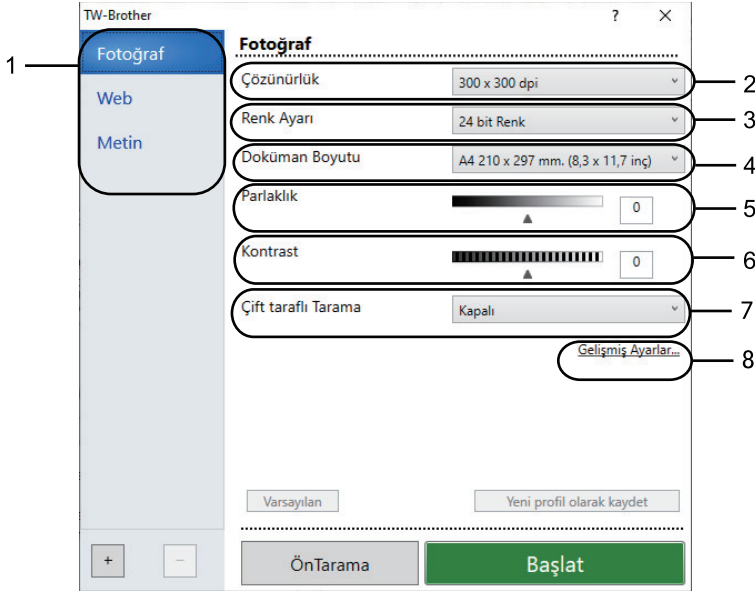 TW-Brother ? ×
1
Fotoğraf
Web
Metin
Fotoğraf
Çözünürlük 300 x 300 dpi 2
Renk Ayarı 24 bit Renk 3
Doküman Boyutu A4 210 x 297 mm. (8,3 x 11,7 inç) 4
Parlaklık 0 5
Kontrast 0 6
Çift taraflı Tarama Kapalı 7
Gelişmiş Ayarlar... 8
Varsayılan Yeni profil olarak kaydet
+ − ÖnTarama Başlat